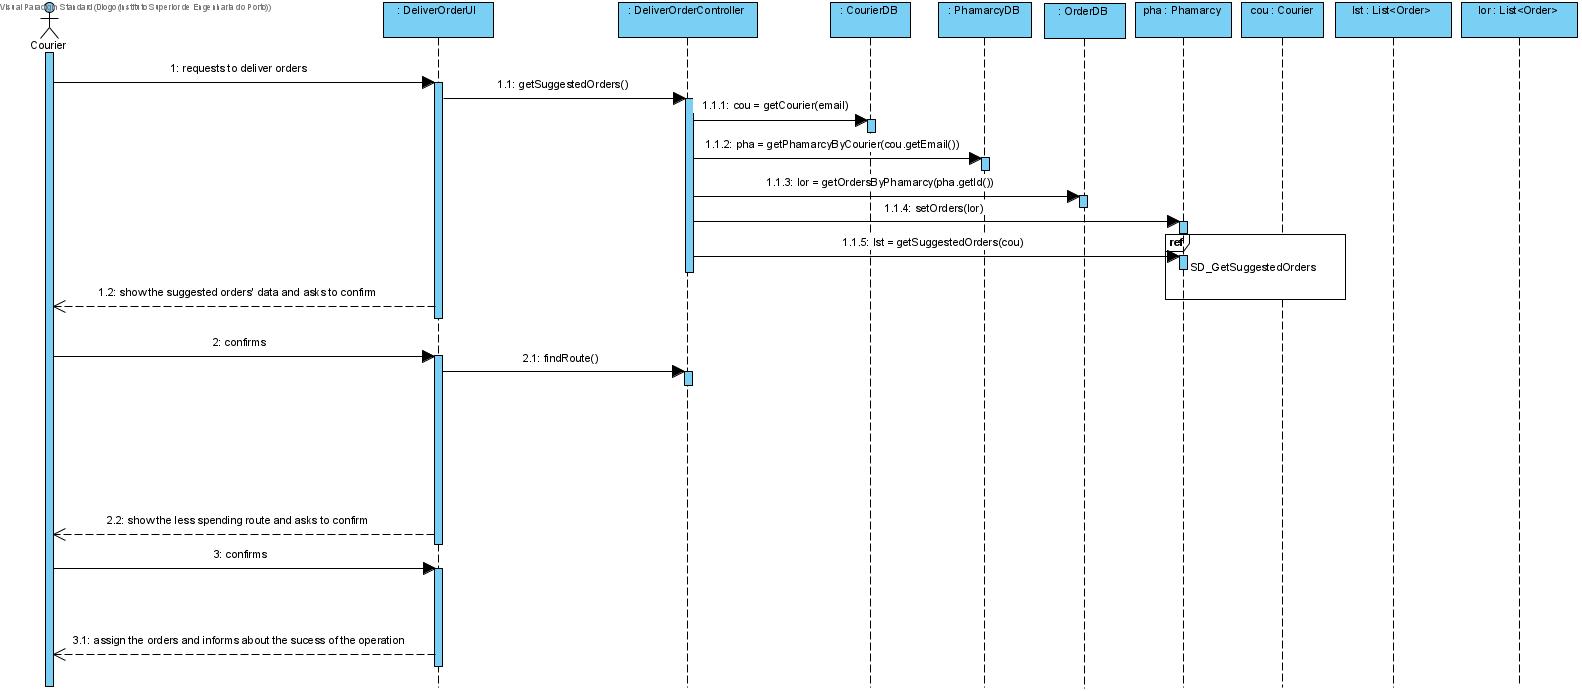 Visual Paradigm Standard (Diogo (Instituto Superior de Engenharia do Porto))
Courier
: DeliverOrderUI
: DeliverOrderController
: CourierDB
: PhamarcyDB
: OrderDB
pha : Phamarcy
cou : Courier
lst : List<Order>
lor : List<Order>
1: requests to deliver orders
1.1: getSuggestedOrders()
1.1.1: cou = getCourier(email)
1.1.2: pha = getPhamarcyByCourier(cou.getEmail())
1.1.3: lor = getOrdersByPhamarcy(pha.getId())
1.1.4: setOrders(lor)
1.1.5: lst = getSuggestedOrders(cou)
ref
SD_GetSuggestedOrders
1.2: show the suggested orders' data and asks to confirm
2: confirms
2.1: findRoute()
2.2: show the less spending route and asks to confirm
3: confirms
3.1: assign the orders and informs about the sucess of the operation